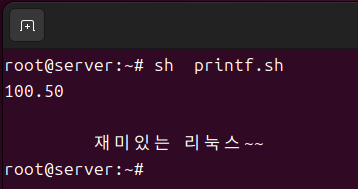 root@server:~# sh  printf.sh
100.50
재미있는 리눅스~~
root@server:~#